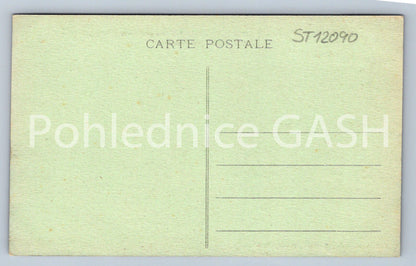 CARTE POSTALE
ST12090
Pohlednice GASH